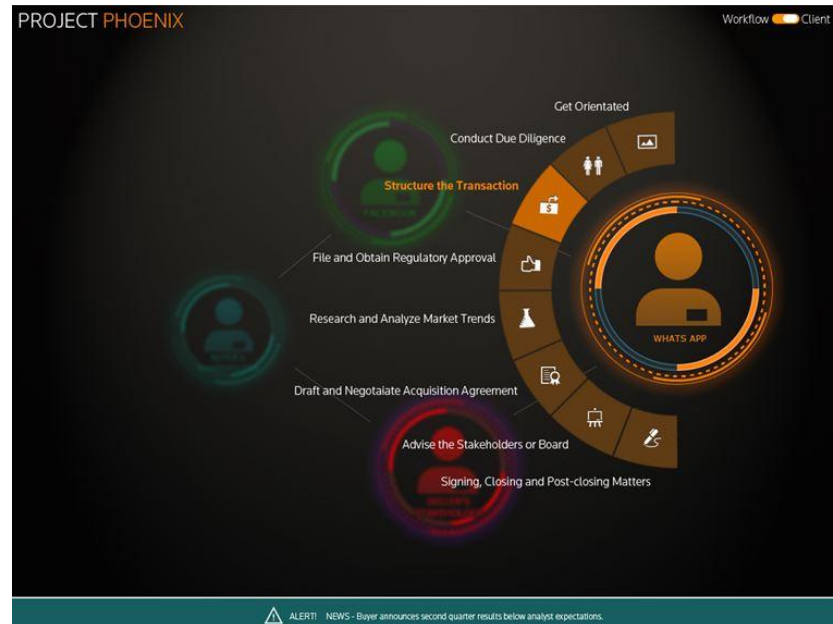 PROJECT PHOENIX
Workflow Client
Get Orientated
Conduct Due Diligence
Structure the Transaction
FACEBOOK
File and Obtain Regulatory Approval
Research and Analyze Market Trends
WHATS APP
BUYER
Draft and Negotaiate Acquisition Agreement
Advise the Stakeholders or Board
Signing, Closing and Post-closing Matters
ALERT! NEWS - Buyer announces second quarter results below analyst expectations.